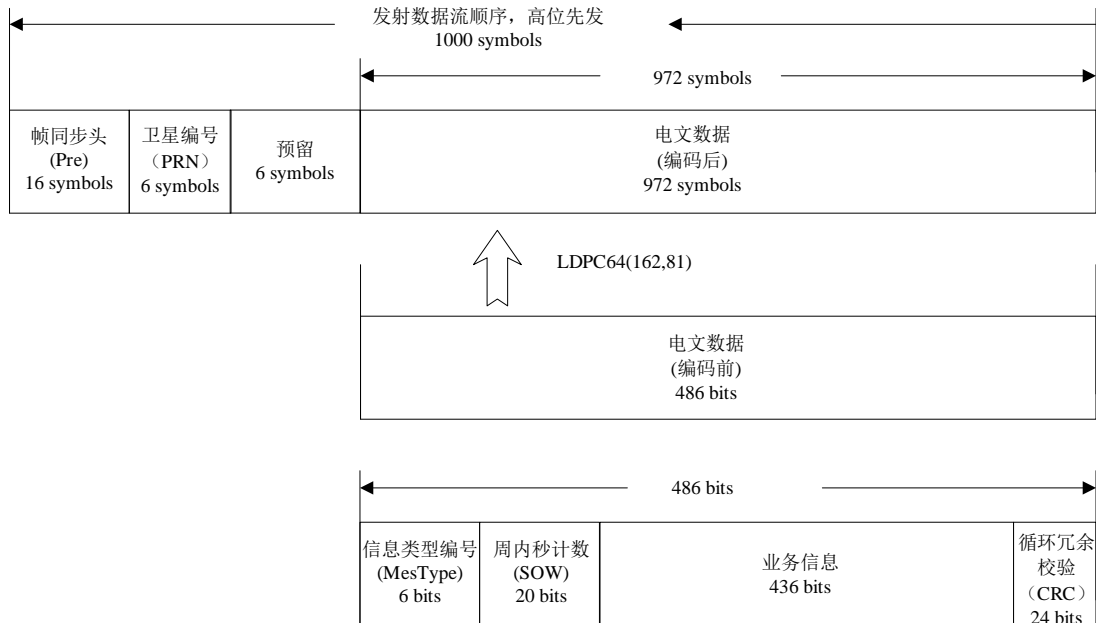 发射数据流顺序，高位先发
1000 symbols
972 symbols
帧同步头
(Pre)
16 symbols
卫星编号
（PRN）
6 symbols
预留
6 symbols
电文数据
(编码后)
972 symbols
LDPC64(162,81)
电文数据
(编码前)
486 bits
486 bits
信息类型编号
(MesType)
6 bits
周内秒计数
(SOW)
20 bits
业务信息
436 bits
循环冗余
校验
（CRC）
24 bits